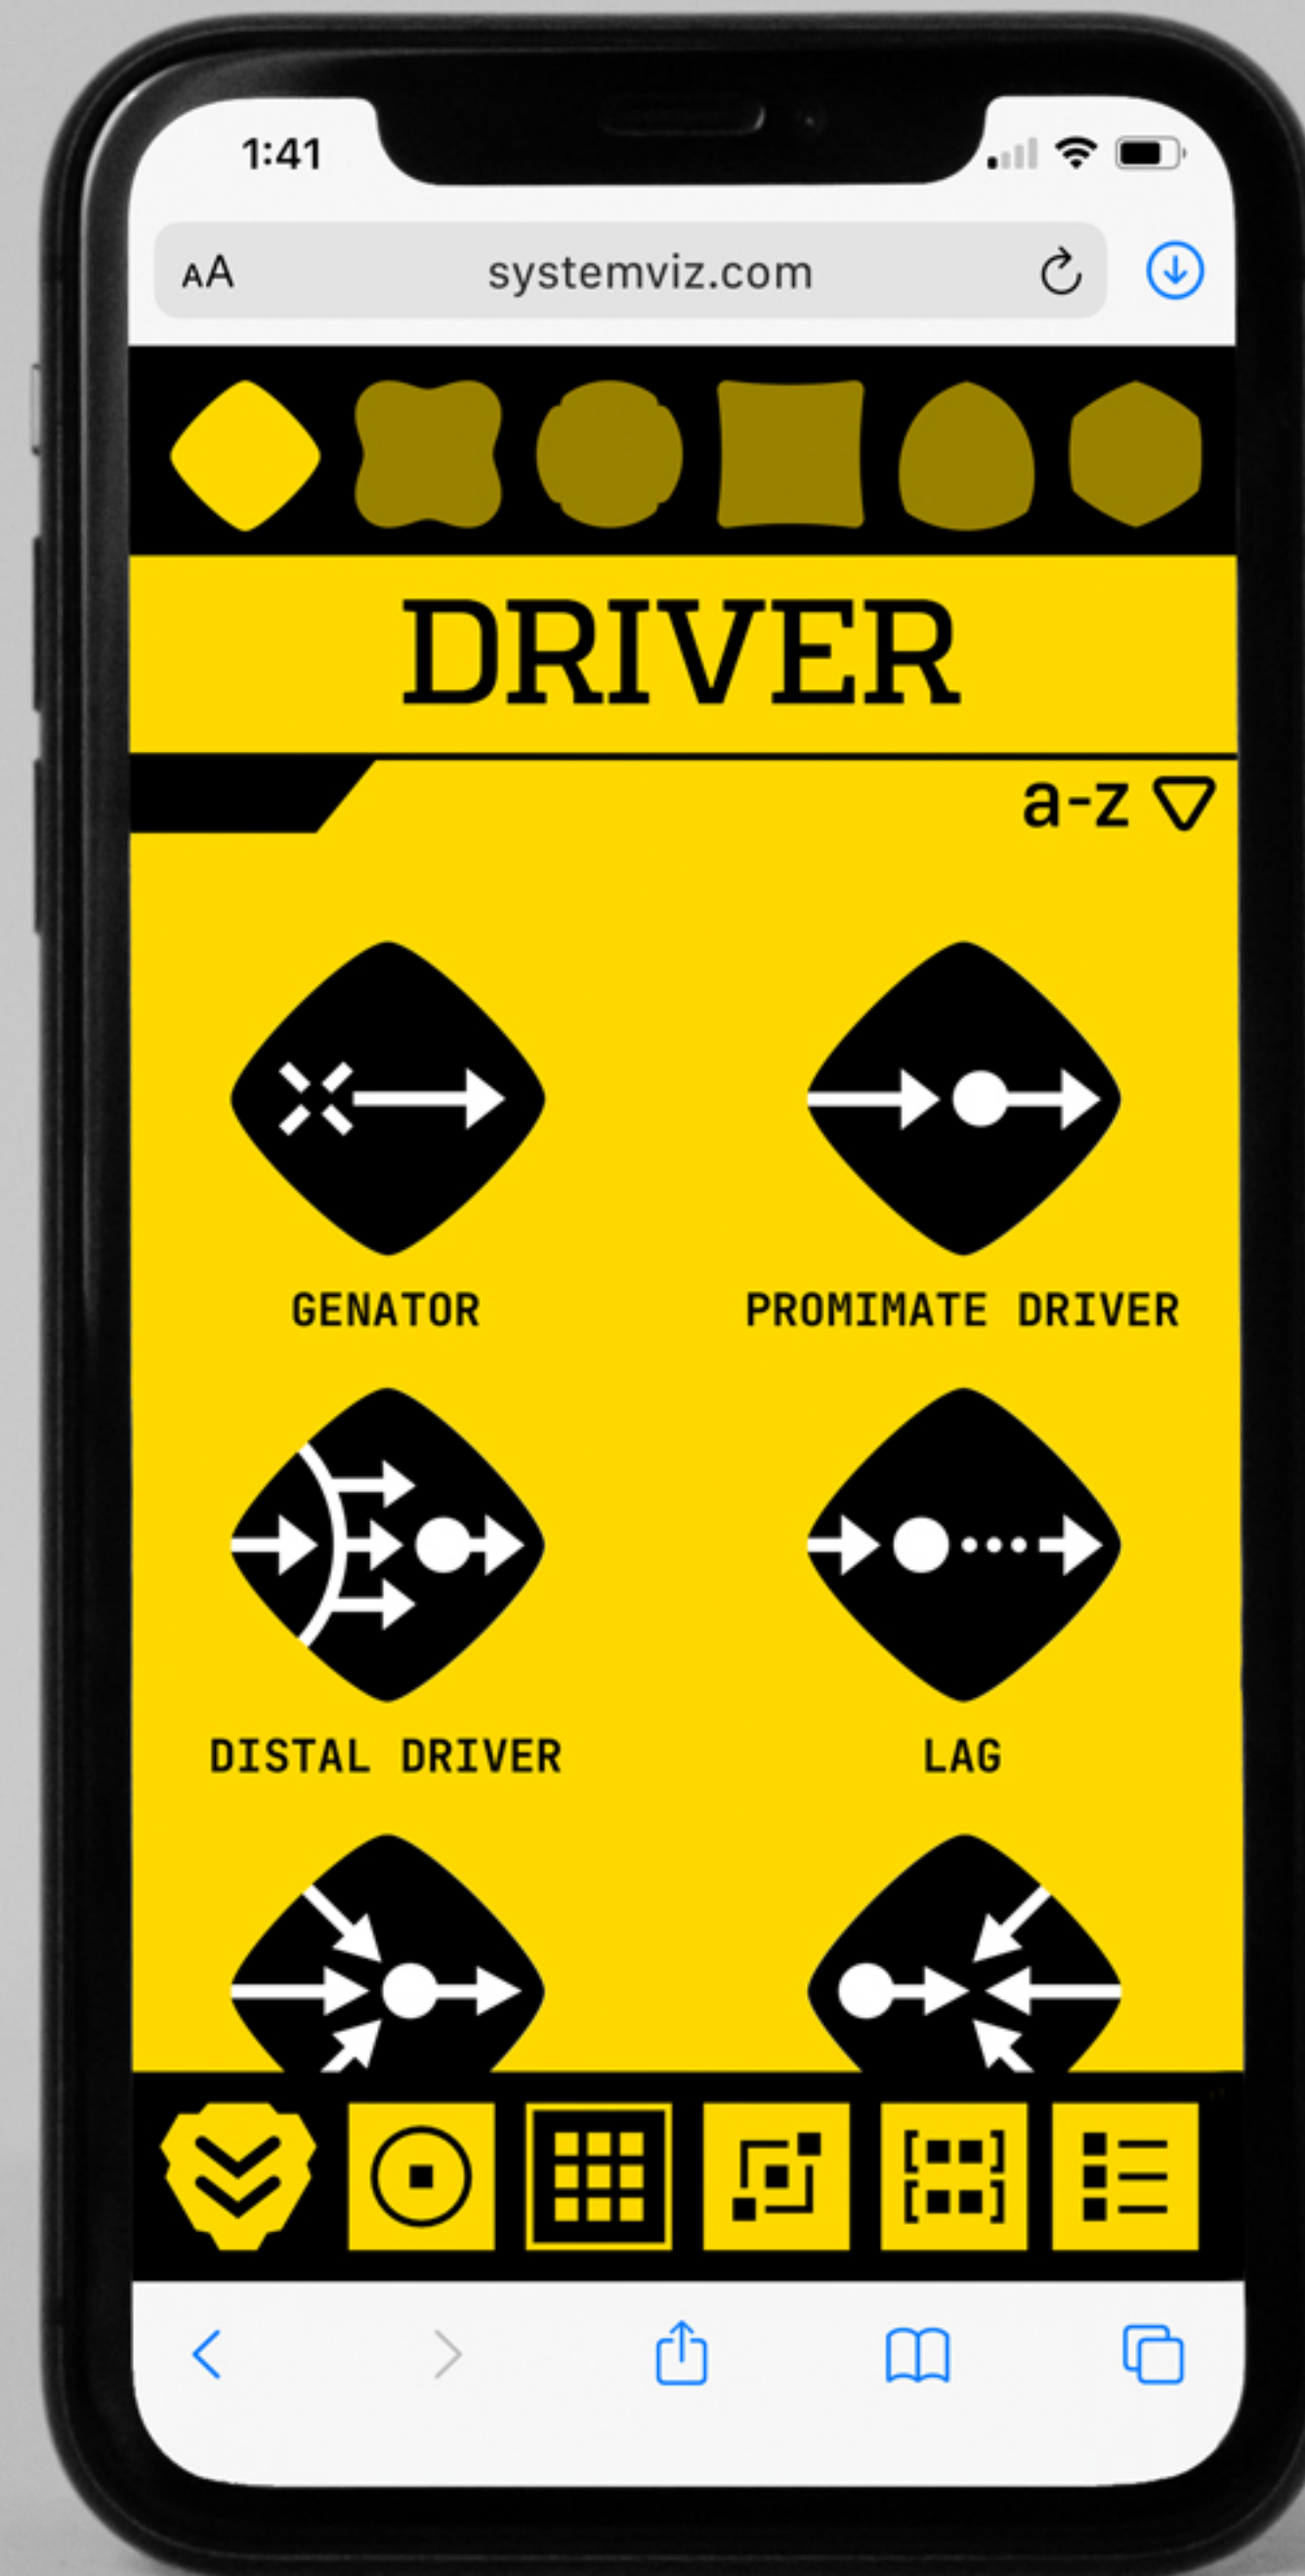 1:41
AA systemviz.com
DRIVER
a-z
GENATOR PROMIMATE DRIVER
DISTAL DRIVER LAG